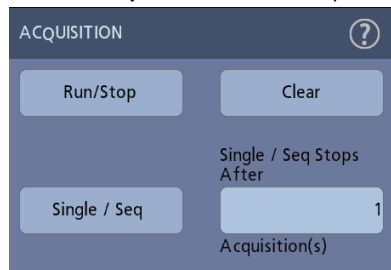 ACQUISITION
?
Run/Stop
Clear
Single / Seq Stops
After
Single / Seq
1
Acquisition(s)